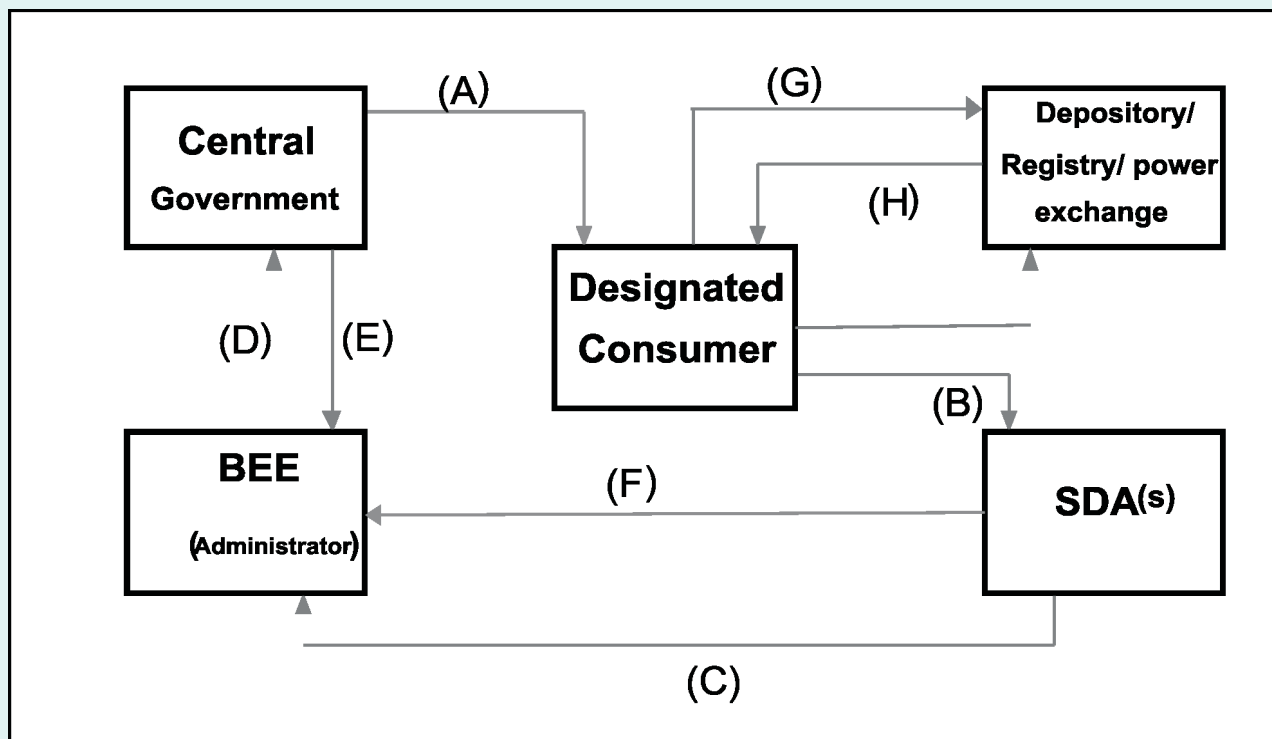 (A)
(G)
Central
Government
Depository/
Registry/ power
exchange
(H)
Designated
Consumer
(D)
(E)
(B)
BEE
(Administrator)
(F)
SDA(s)
(C)